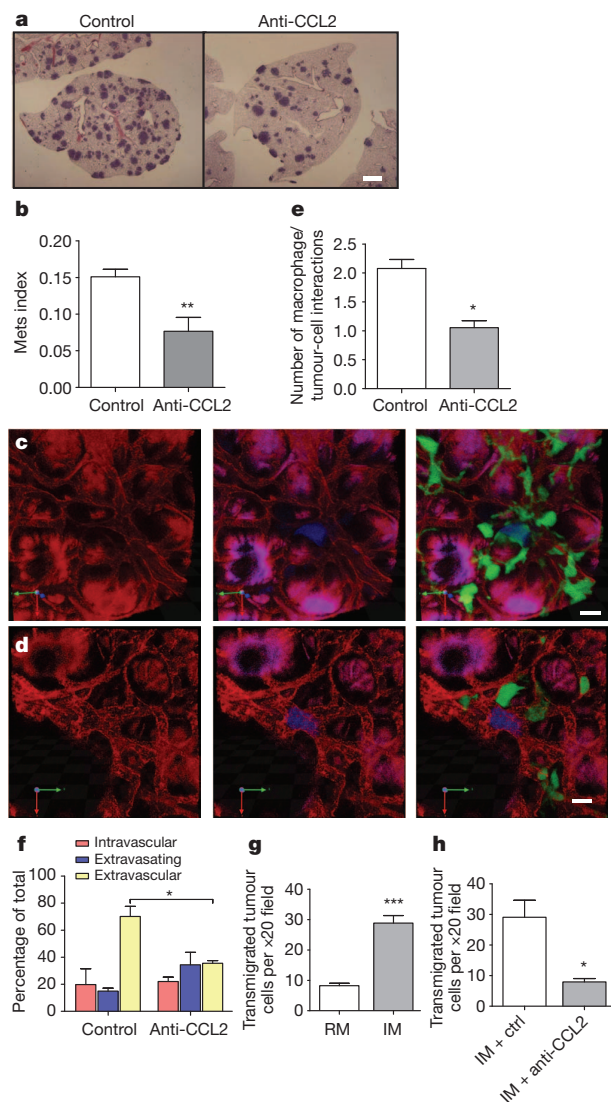 a
Control Anti-CCL2
b
Mets index
0.20
0.15
0.10
0.05
0.00
**
Control Anti-CCL2
e
Number of macrophage/
tumour-cell interactions
2.5
2.0
1.5
1.0
0.5
0.0
*
Control Anti-CCL2
c
d
f
Intravascular
Extravasating
Extravascular
Percentage of total
100
80
60
40
20
0
*
Control Anti-CCL2
g
Transmigrated tumour
cells per ×20 field
40
30
20
10
0
***
RM IM
h
Transmigrated tumour
cells per ×20 field
40
30
20
10
0
*
IM + ctrl
IM + anti-CCL2